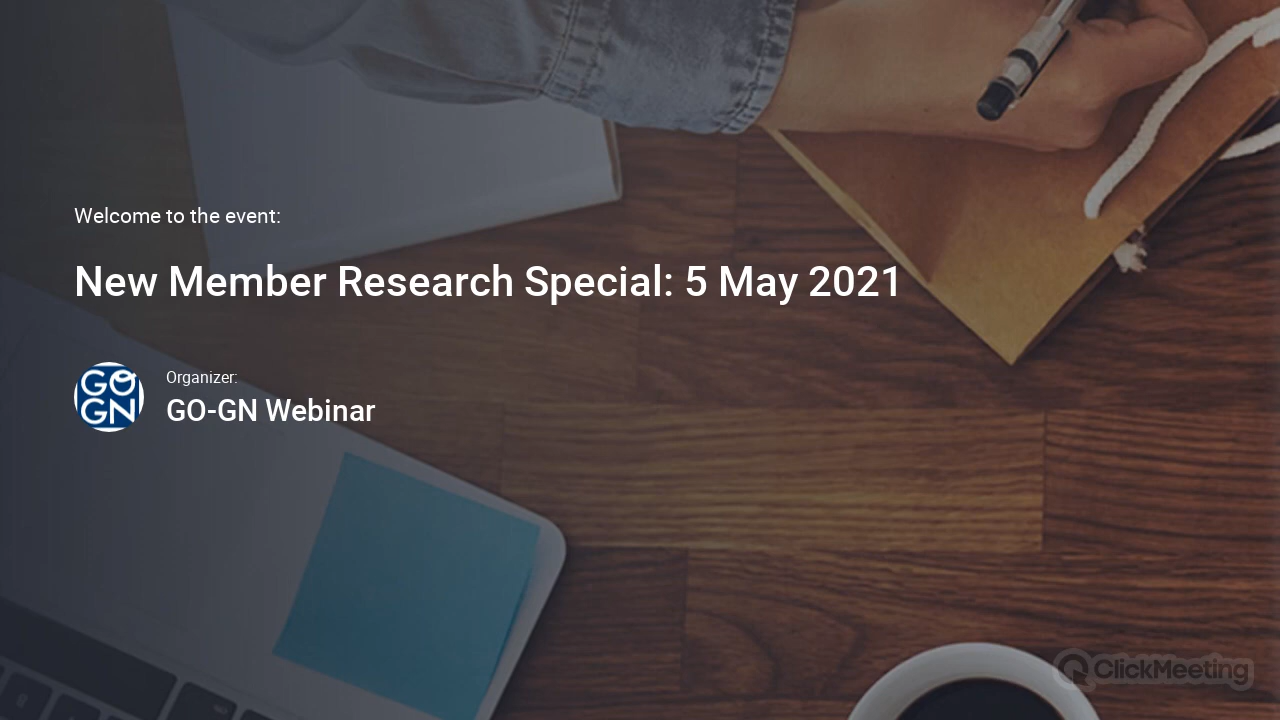 Welcome to the event:
New Member Research Special: 5 May 2021
GO
GN
Organizer:
GO-GN Webinar
ClickMeeting